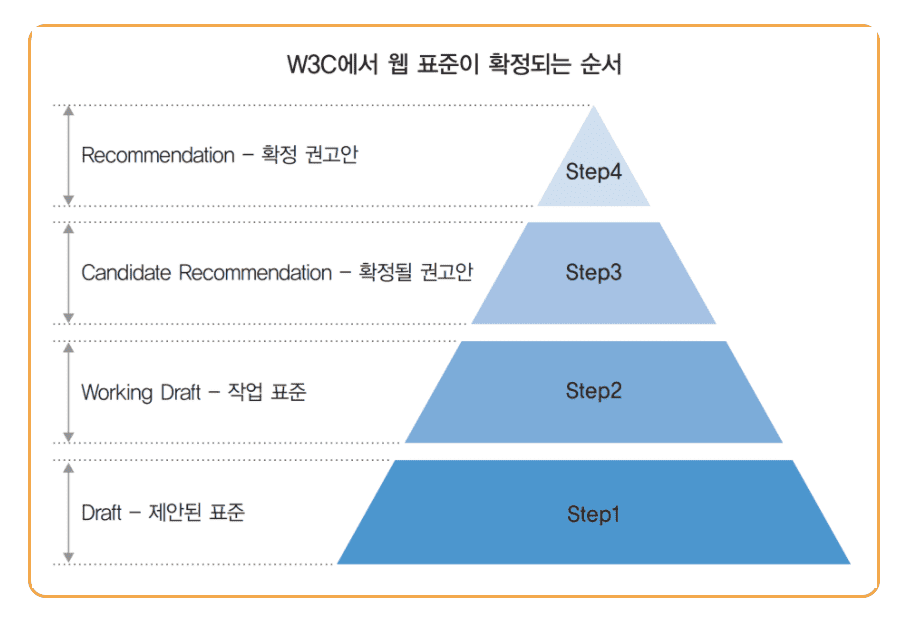 W3C에서 웹 표준이 확정되는 순서
Recommendation – 확정 권고안
Step4
Candidate Recommendation – 확정될 권고안
Step3
Working Draft – 작업 표준
Step2
Draft – 제안된 표준
Step1